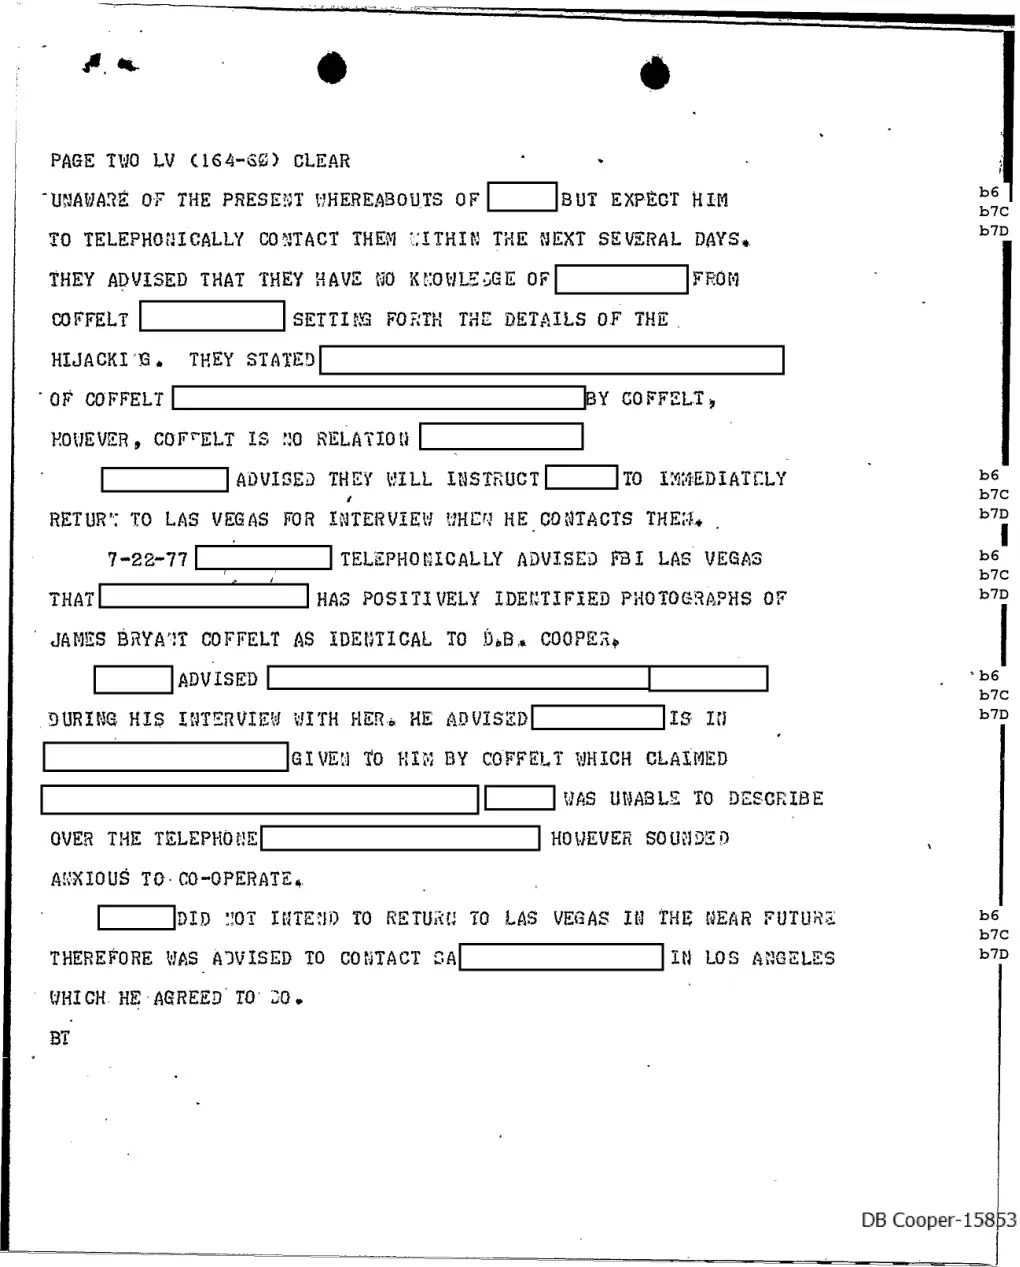 PAGE TWO LV (164-60) CLEAR
UNAWARE OF THE PRESENT WHEREABOUTS OF BUT EXPECT HIM
b6
b7C
TO TELEPHONICALLY CONTACT THEM WITHIN THE NEXT SEVERAL DAYS.
b7D
THEY ADVISED THAT THEY HAVE NO KNOWLEDGE OF FROM
COFFELT SETTING FORTH THE DETAILS OF THE
HIJACKING. THEY STATED
OF COFFELT BY COFFELT,
HOWEVER, COFFELT IS NO RELATION
ADVISED THEY WILL INSTRUCT TO IMMEDIATELY
b6
b7C
RETURN TO LAS VEGAS FOR INTERVIEW WHEN HE CONTACTS THEM.
b7D
7-22-77 TELEPHONICALLY ADVISED FBI LAS VEGAS
b6
b7C
THAT HAS POSITIVELY IDENTIFIED PHOTOGRAPHS OF
b7D
JAMES BRYANT COFFELT AS IDENTICAL TO D.B. COOPER.
ADVISED
b6
b7C
DURING HIS INTERVIEW WITH HER. HE ADVISED IS IN
b7D
GIVEN TO HIM BY COFFELT WHICH CLAIMED
WAS UNABLE TO DESCRIBE
OVER THE TELEPHONE HOWEVER SOUNDED
ANXIOUS TO CO-OPERATE.
DID NOT INTEND TO RETURN TO LAS VEGAS IN THE NEAR FUTURE
b6
b7C
THEREFORE WAS ADVISED TO CONTACT SA IN LOS ANGELES
b7D
WHICH HE AGREED TO DO.
BT
DB Cooper-15853